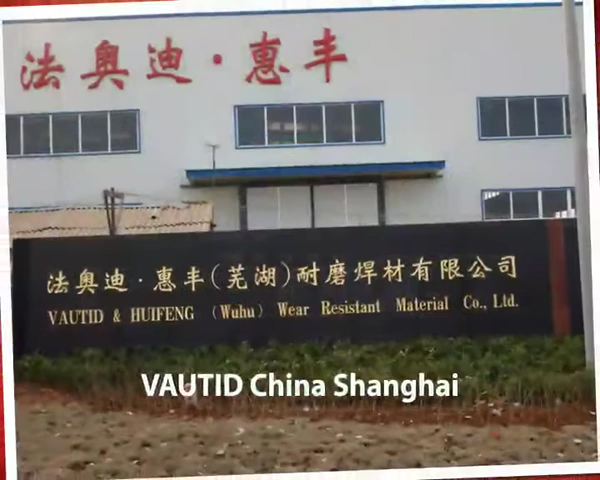 法奥迪·惠丰
法奥迪·惠丰(芜湖)耐磨焊材有限公司
VAUTID & HUIFENG (Wuhu) Wear Resistant Material Co., Ltd.
VAUTID China Shanghai